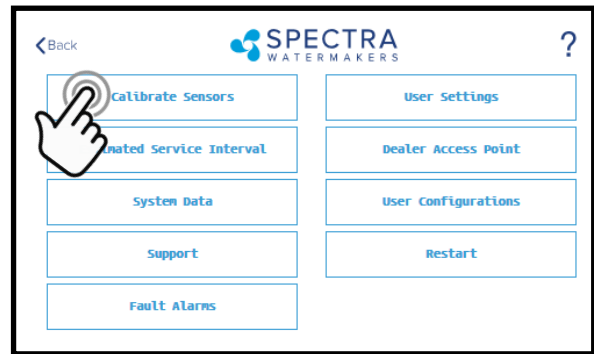 Back
SPECTRA
WATERMAKERS
?
Calibrate Sensors
User Settings
mated Service Interval
Dealer Access Point
System Data
User Configurations
Support
Restart
Fault Alarms